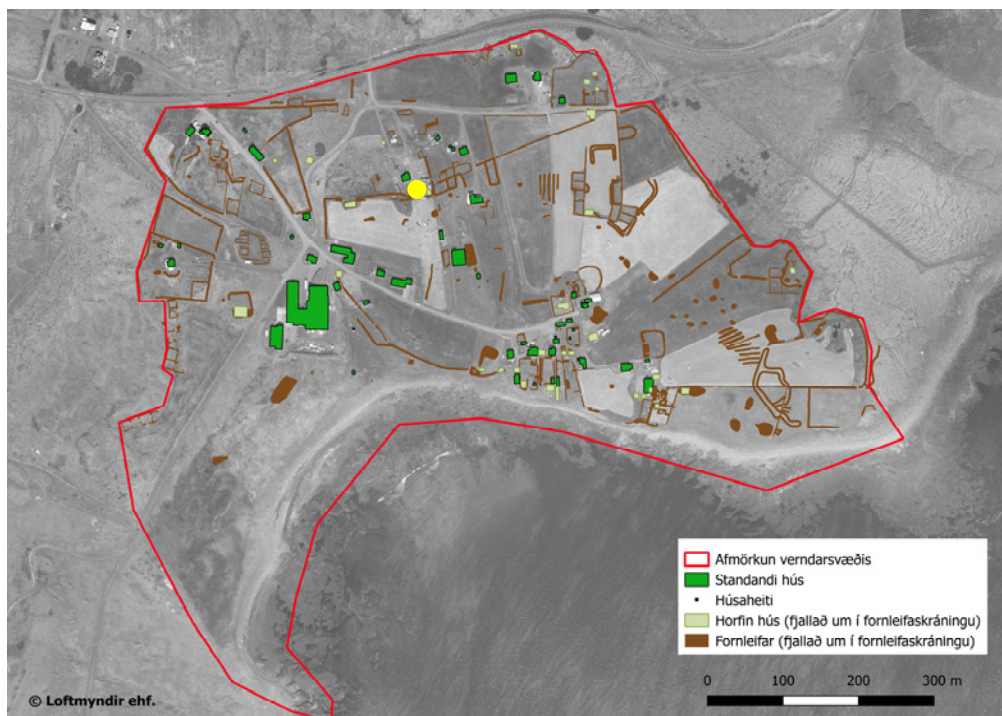 Afmörkun verndarsvæðis
Standandi hús
Húsaheiti
Horfin hús (fjallað um í fornleifaskráningu)
Fornleifar (fjallað um í fornleifaskráningu)
0 100 200 300 m
© Loftmyndir ehf.